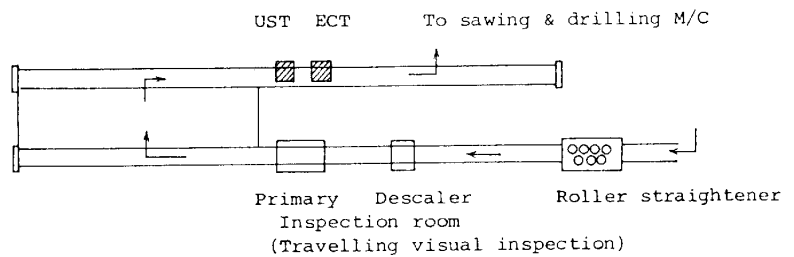 UST ECT To sawing & drilling M/C
Primary Descaler Roller straightener
Inspection room
(Travelling visual inspection)